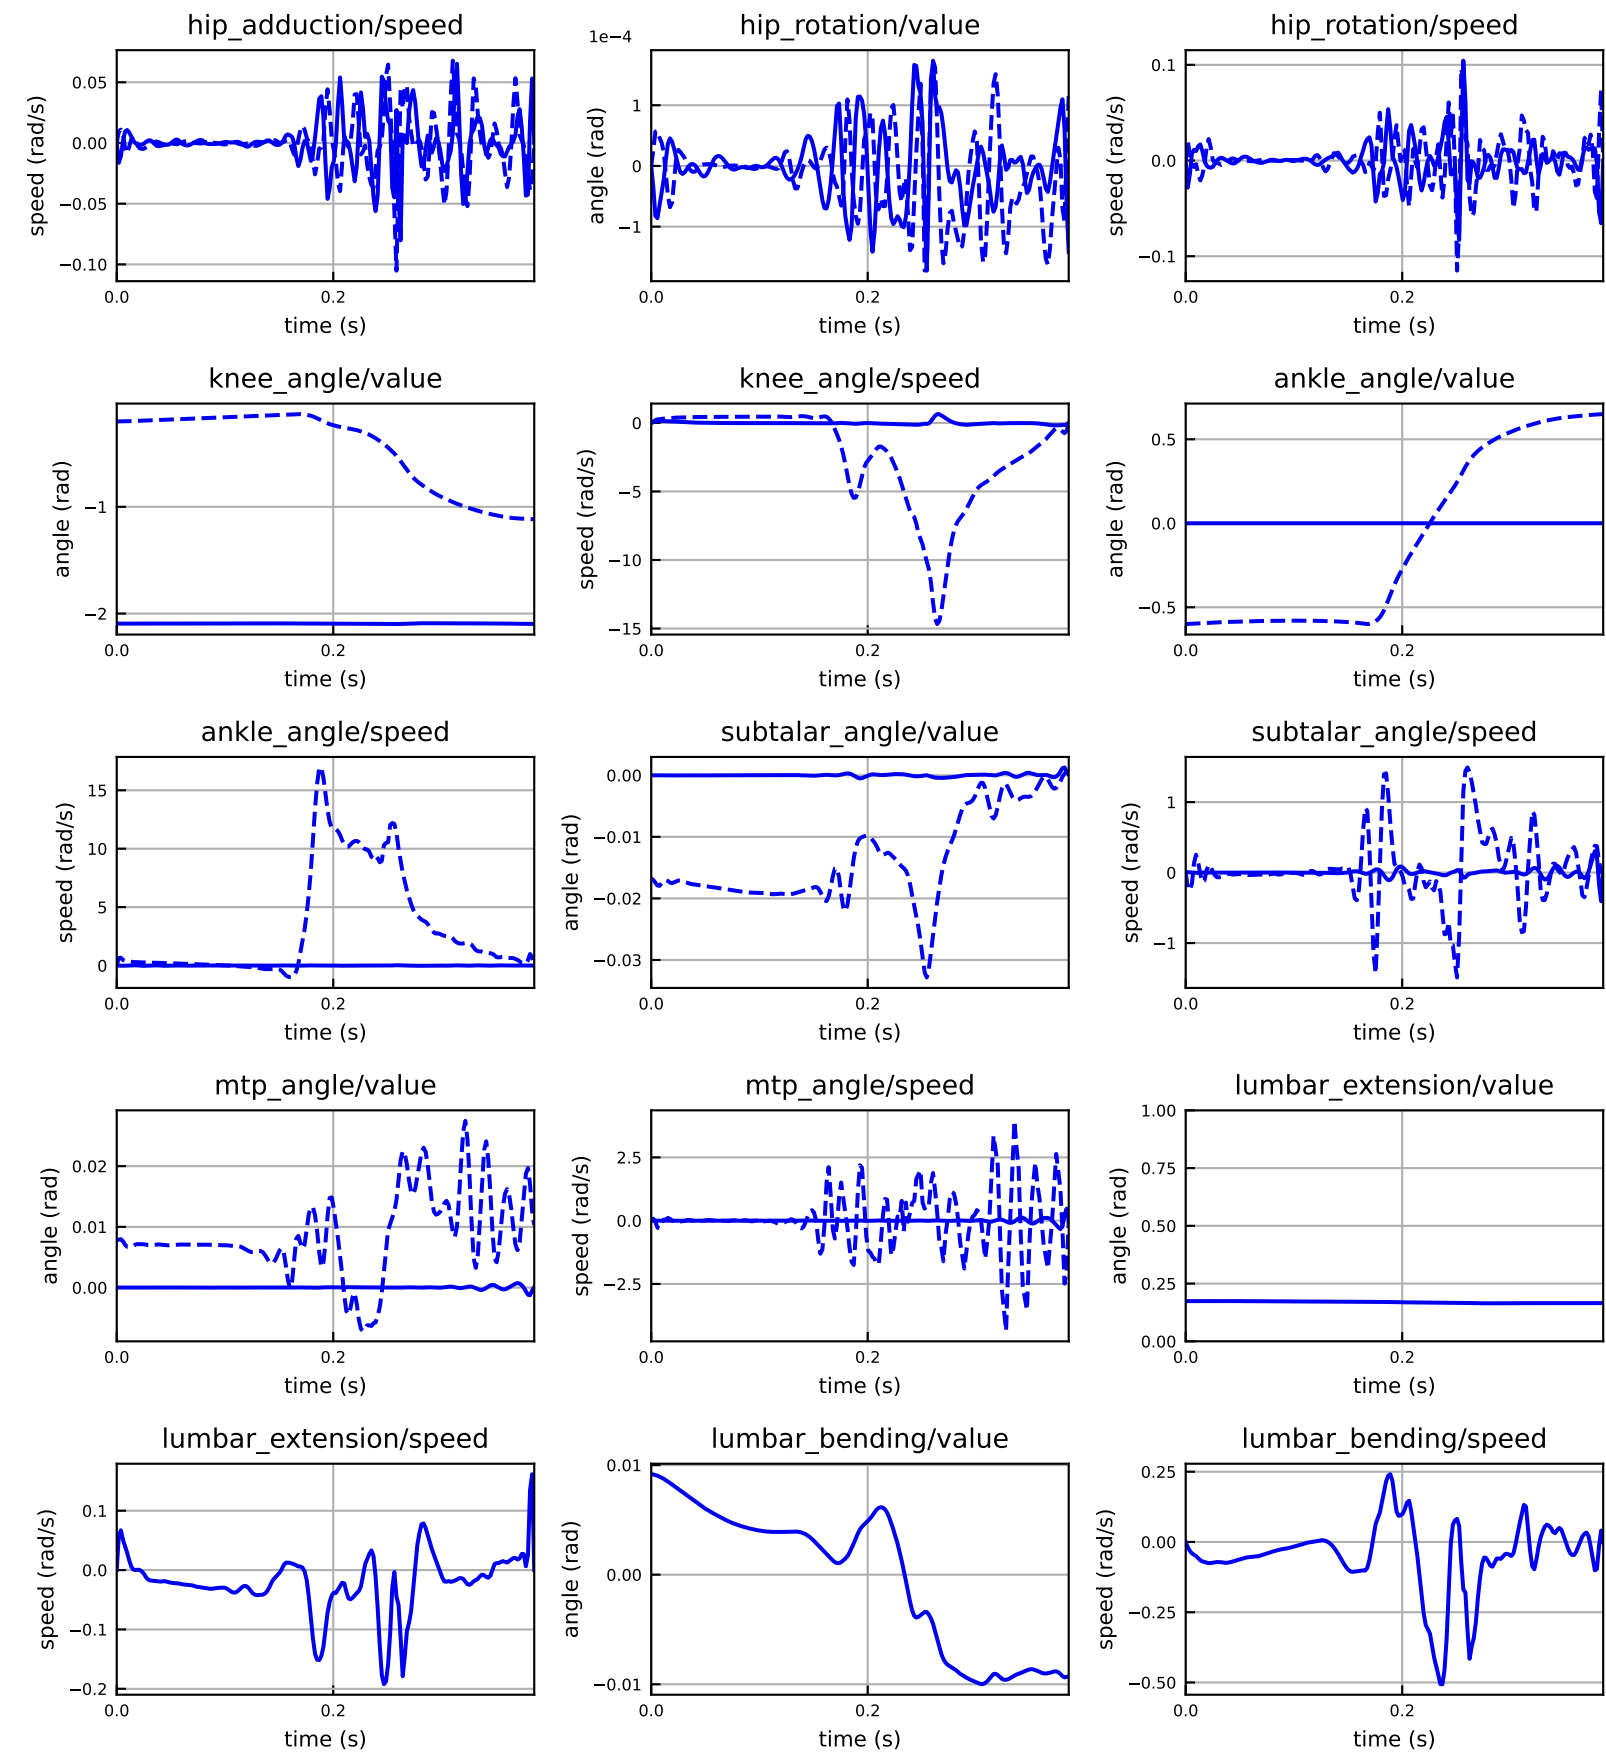 hip_adduction/speed
speed (rad/s)
0.05
0.00
−0.05
−0.10
0.0
0.2
time (s)
hip_rotation/value
1e−4
angle (rad)
1
0
−1
0.0
0.2
time (s)
hip_rotation/speed
speed (rad/s)
0.1
0.0
−0.1
0.0
0.2
time (s)
knee_angle/value
angle (rad)
−1
−2
0.0
0.2
time (s)
knee_angle/speed
speed (rad/s)
0
−5
−10
−15
0.0
0.2
time (s)
ankle_angle/value
angle (rad)
0.5
0.0
−0.5
0.0
0.2
time (s)
ankle_angle/speed
speed (rad/s)
15
10
5
0
0.0
0.2
time (s)
subtalar_angle/value
angle (rad)
0.00
−0.01
−0.02
−0.03
0.0
0.2
time (s)
subtalar_angle/speed
speed (rad/s)
1
0
−1
0.0
0.2
time (s)
mtp_angle/value
angle (rad)
0.02
0.01
0.00
0.0
0.2
time (s)
mtp_angle/speed
speed (rad/s)
2.5
0.0
−2.5
0.0
0.2
time (s)
lumbar_extension/value
angle (rad)
1.00
0.75
0.50
0.25
0.00
0.0
0.2
time (s)
lumbar_extension/speed
speed (rad/s)
0.1
0.0
−0.1
−0.2
0.0
0.2
time (s)
lumbar_bending/value
angle (rad)
0.01
0.00
−0.01
0.0
0.2
time (s)
lumbar_bending/speed
speed (rad/s)
0.25
0.00
−0.25
−0.50
0.0
0.2
time (s)